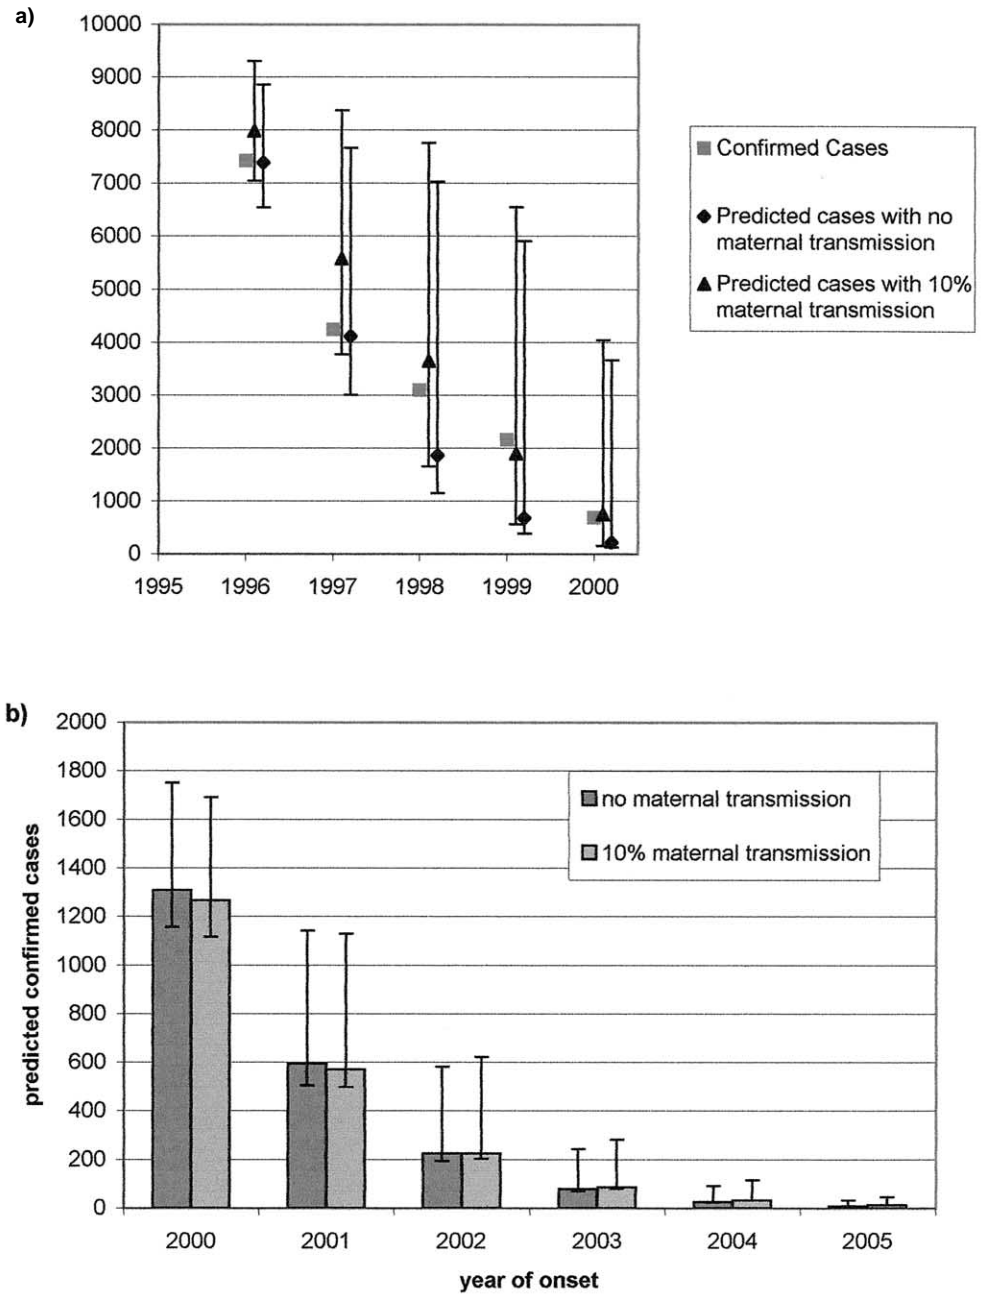 a)
10000
9000
8000
7000
6000
5000
4000
3000
2000
1000
0
1995 1996 1997 1998 1999 2000
Confirmed Cases
Predicted cases with no
maternal transmission
Predicted cases with 10%
maternal transmission
b)
2000
1800
1600
1400
1200
1000
800
600
400
200
0
predicted confirmed cases
no maternal transmission
10% maternal transmission
2000 2001 2002 2003 2004 2005
year of onset